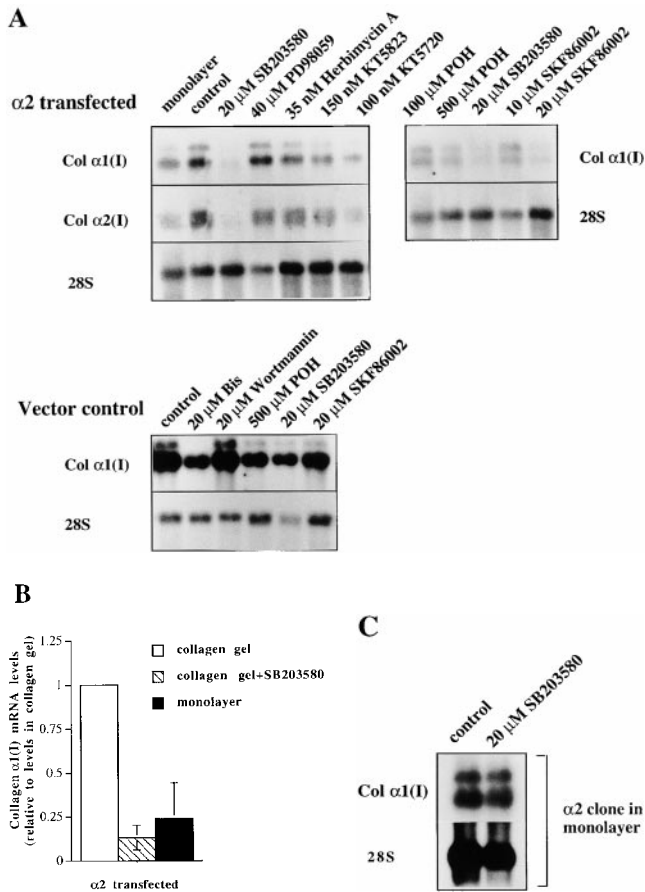 A
α2 transfected
monolayer
control
20 μM SB203580
40 μM PD98059
35 nM Herbimycin A
150 nM KT5823
100 nM KT5720
Col α1(I)
Col α2(I)
28S
100 μM POH
500 μM POH
20 μM SB203580
10 μM SKF86002
20 μM SKF86002
Col α1(I)
28S
Vector control
control
20 μM Bis
20 μM Wortmannin
500 μM POH
20 μM SB203580
20 μM SKF86002
Col α1(I)
28S
B
Collagen α1(I) mRNA levels
(relative to levels in collagen gel)
1.25
1
0.75
0.5
0.25
0
α2 transfected
collagen gel
collagen gel+SB203580
monolayer
C
control
20 μM SB203580
Col α1(I)
28S
α2 clone in
monolayer